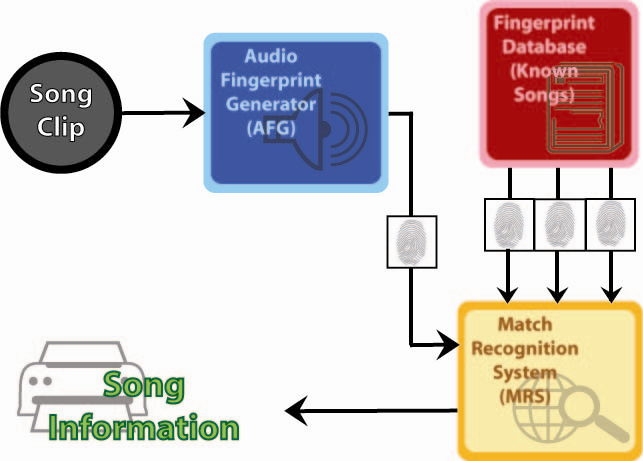 Song
Clip
Audio
Fingerprint
Generator
(AFG)
Fingerprint
Database
(Known
Songs)
Match
Recognition
System
(MRS)
Song
Information